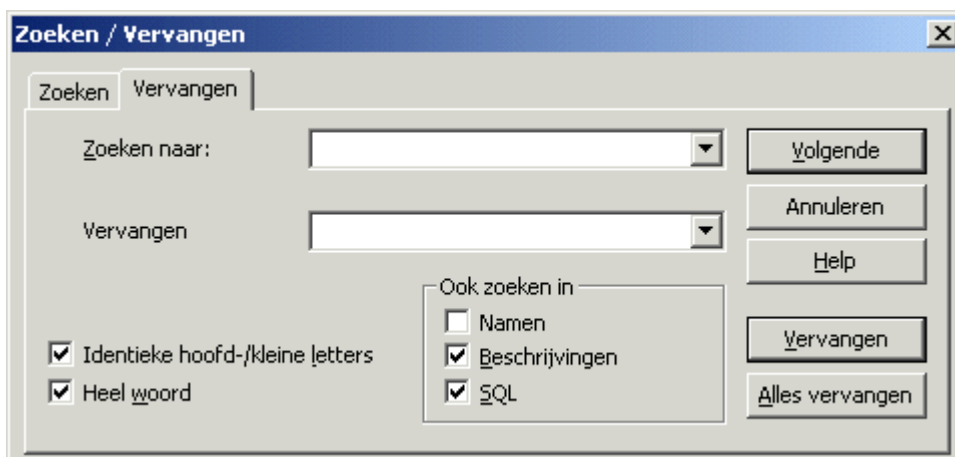 Zoeken / Vervangen
Zoeken Vervangen
Zoeken naar:
Volgende
Annuleren
Vervangen
Help
Ook zoeken in
Namen
Identieke hoofd-/kleine letters
Beschrijvingen
Vervangen
Heel woord
SQL
Alles vervangen